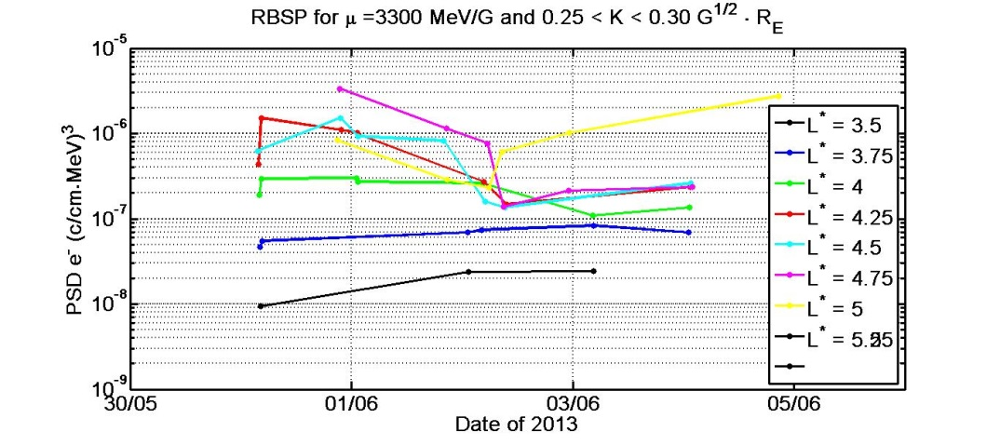 RBSP for μ =3300 MeV/G and 0.25 < K < 0.30 G^1/2 · R_E
PSD e⁻ (c/cm·MeV)³
10⁻⁵
10⁻⁶
10⁻⁷
10⁻⁸
10⁻⁹
L* = 3.5
L* = 3.75
L* = 4
L* = 4.25
L* = 4.5
L* = 4.75
L* = 5
30/05
01/06
03/06
05/06
Date of 2013